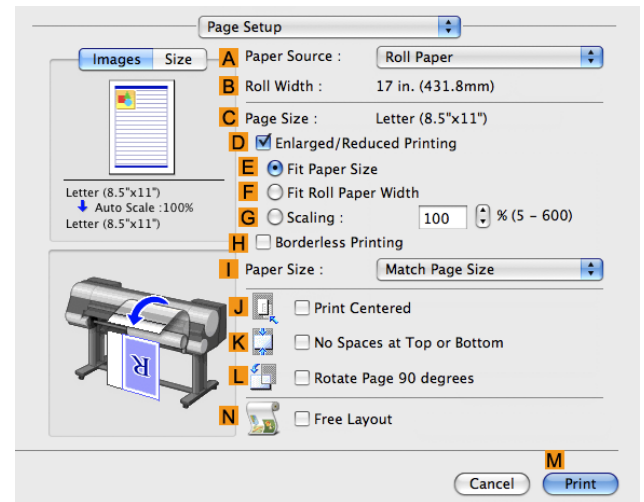 Page Setup
Images Size
A Paper Source : Roll Paper
B Roll Width : 17 in. (431.8mm)
C Page Size : Letter (8.5"x11")
D Enlarged/Reduced Printing
E Fit Paper Size
F Fit Roll Paper Width
G Scaling : 100 % (5 - 600)
H Borderless Printing
Letter (8.5"x11")
Auto Scale :100%
Letter (8.5"x11")
I Paper Size : Match Page Size
J Print Centered
K No Spaces at Top or Bottom
L Rotate Page 90 degrees
R
N Free Layout
M
Cancel Print